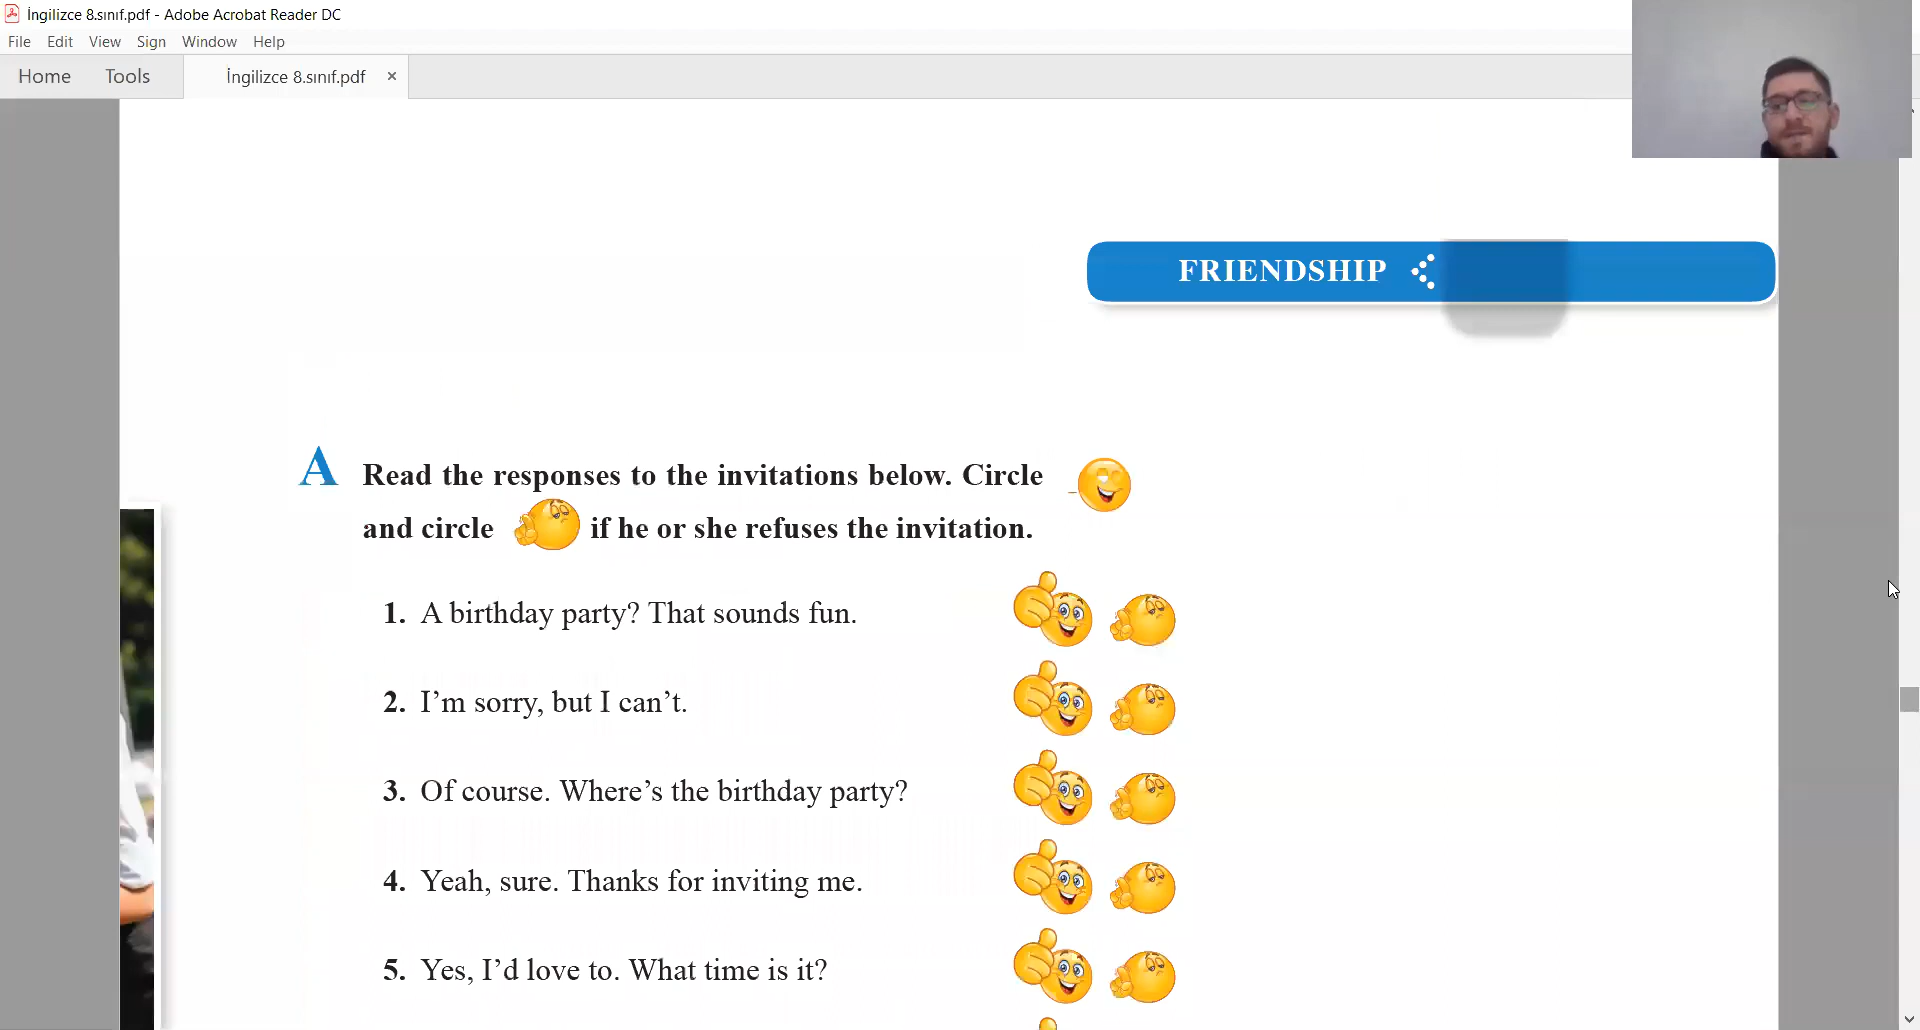 İngilizce 8.sınıf.pdf - Adobe Acrobat Reader DC
File Edit View Sign Window Help
Home Tools İngilizce 8.sınıf.pdf ×
FRIENDSHIP
A Read the responses to the invitations below. Circle
and circle if he or she refuses the invitation.
1. A birthday party? That sounds fun.
2. I’m sorry, but I can’t.
3. Of course. Where’s the birthday party?
4. Yeah, sure. Thanks for inviting me.
5. Yes, I’d love to. What time is it?